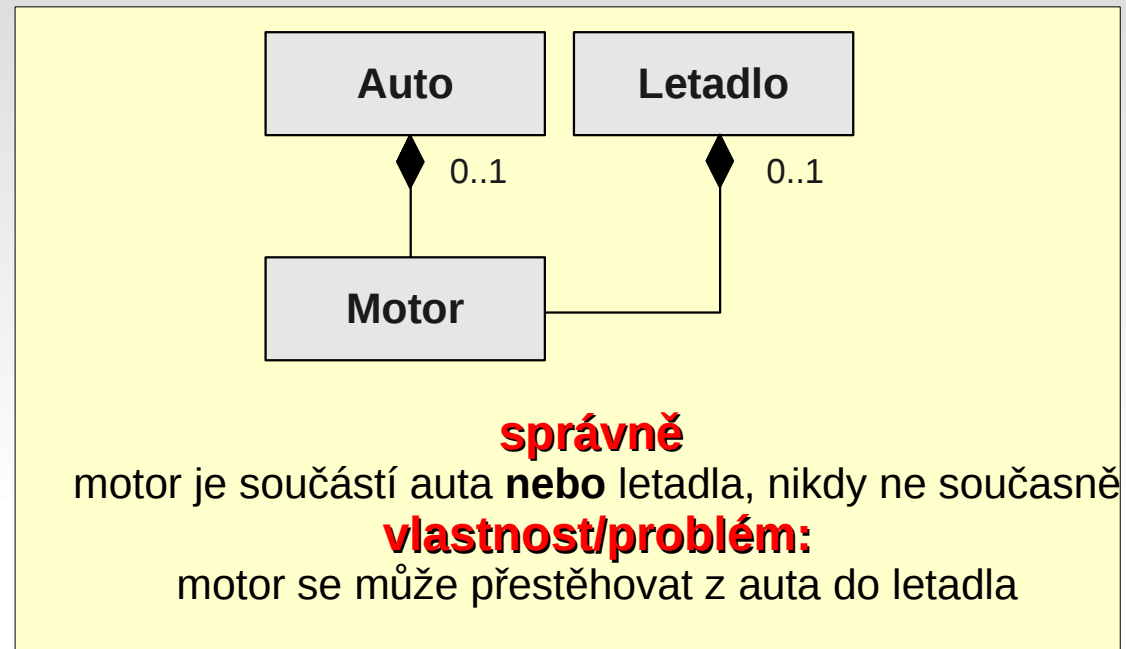 Auto
Letadlo
0..1
0..1
Motor
správně
motor je součástí auta nebo letadla, nikdy ne současně
vlastnost/problém:
motor se může přestěhovat z auta do letadla